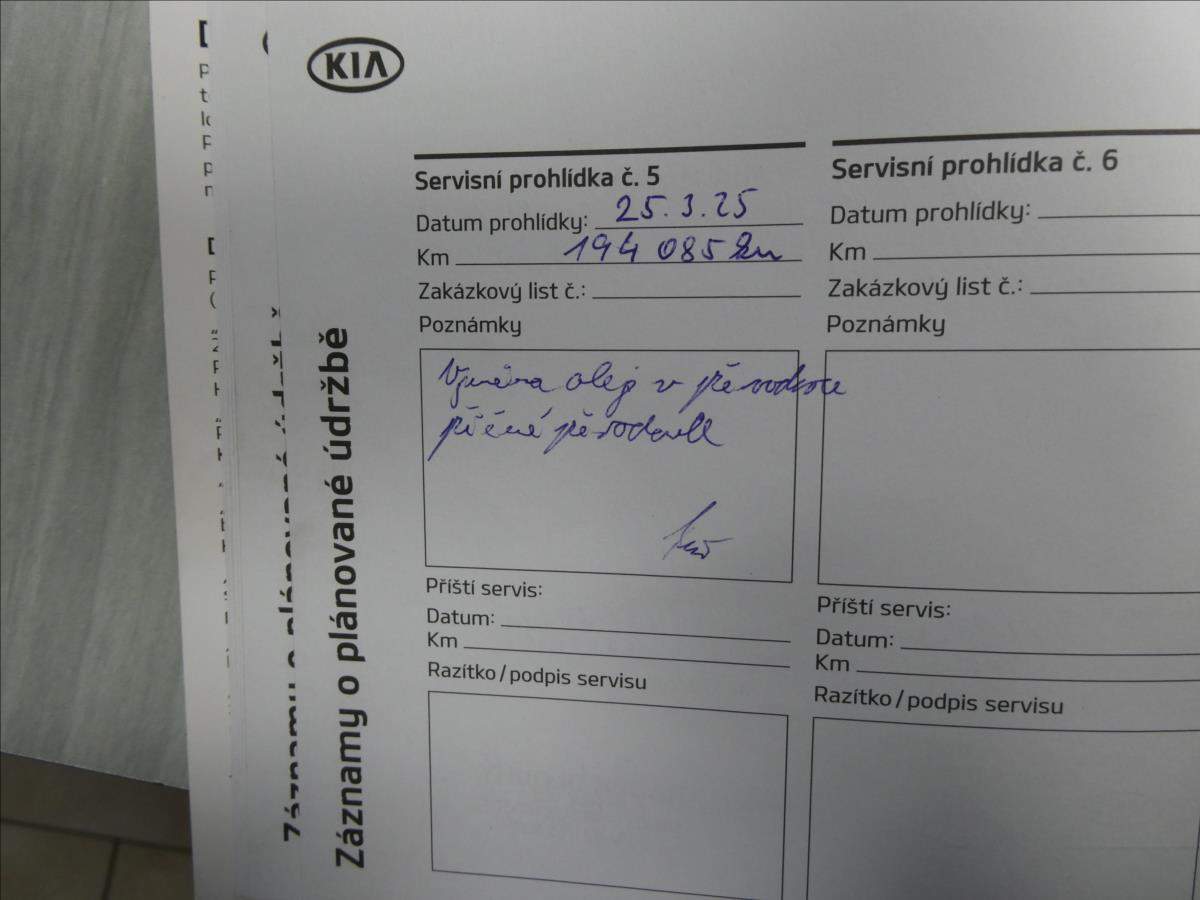 KIA
Záznamy o plánované údržbě
Servisní prohlídka č. 5
Datum prohlídky: 25.3.25
Km 194 085 km
Zakázkový list č.:
Poznámky
Výměna olej v převodovce
převodovce
Příští servis:
Datum:
Km
Razítko / podpis servisu
Servisní prohlídka č. 6
Datum prohlídky:
Km
Zakázkový list č.:
Poznámky
Příští servis:
Datum:
Km
Razítko / podpis servisu